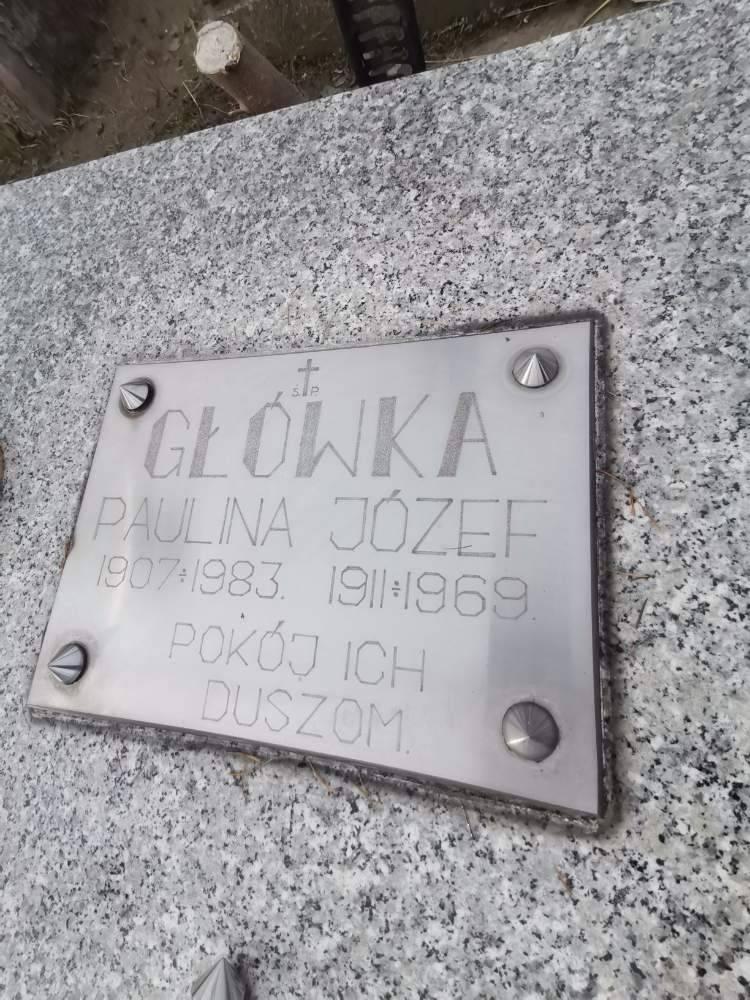 Ś.P.
GŁÓWKA
PAULINA JÓZEF
1907÷1983. 1911÷1969.
POKÓJ ICH
DUSZOM.